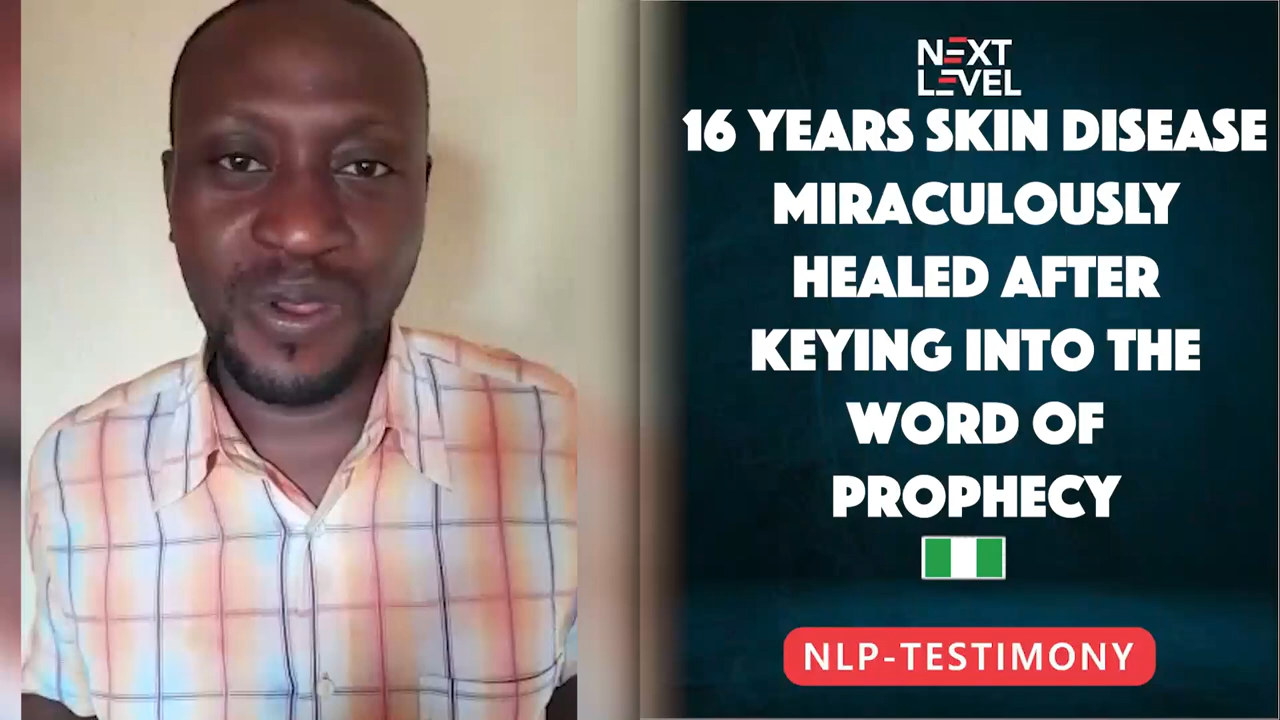 NEXT
LEVEL
16 YEARS SKIN DISEASE
MIRACULOUSLY
HEALED AFTER
KEYING INTO THE
WORD OF
PROPHECY
NLP-TESTIMONY